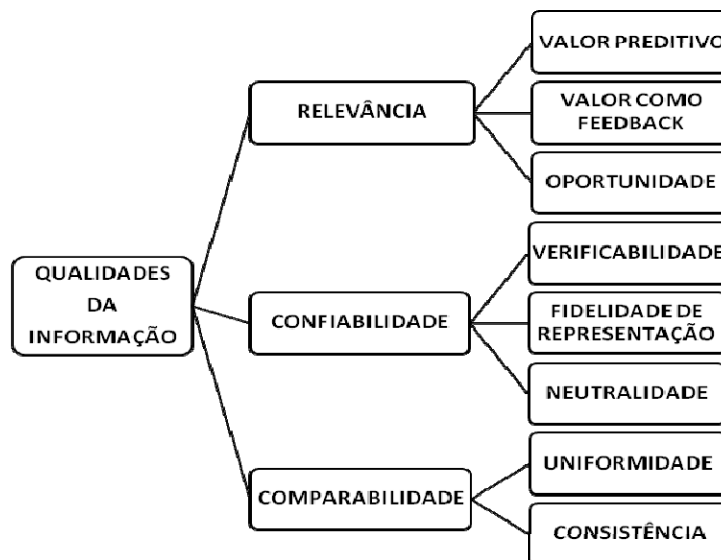 QUALIDADES
DA
INFORMAÇÃO
RELEVÂNCIA
VALOR PREDITIVO
VALOR COMO
FEEDBACK
OPORTUNIDADE
CONFIABILIDADE
VERIFICABILIDADE
FIDELIDADE DE
REPRESENTAÇÃO
NEUTRALIDADE
COMPARABILIDADE
UNIFORMIDADE
CONSISTÊNCIA